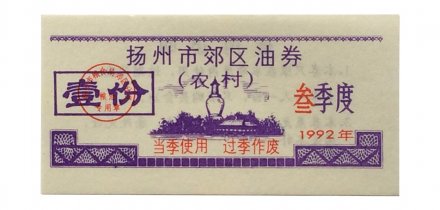 扬州市郊区油券
（农村）
壹份
叁季度
1992年
当季使用 过季作废